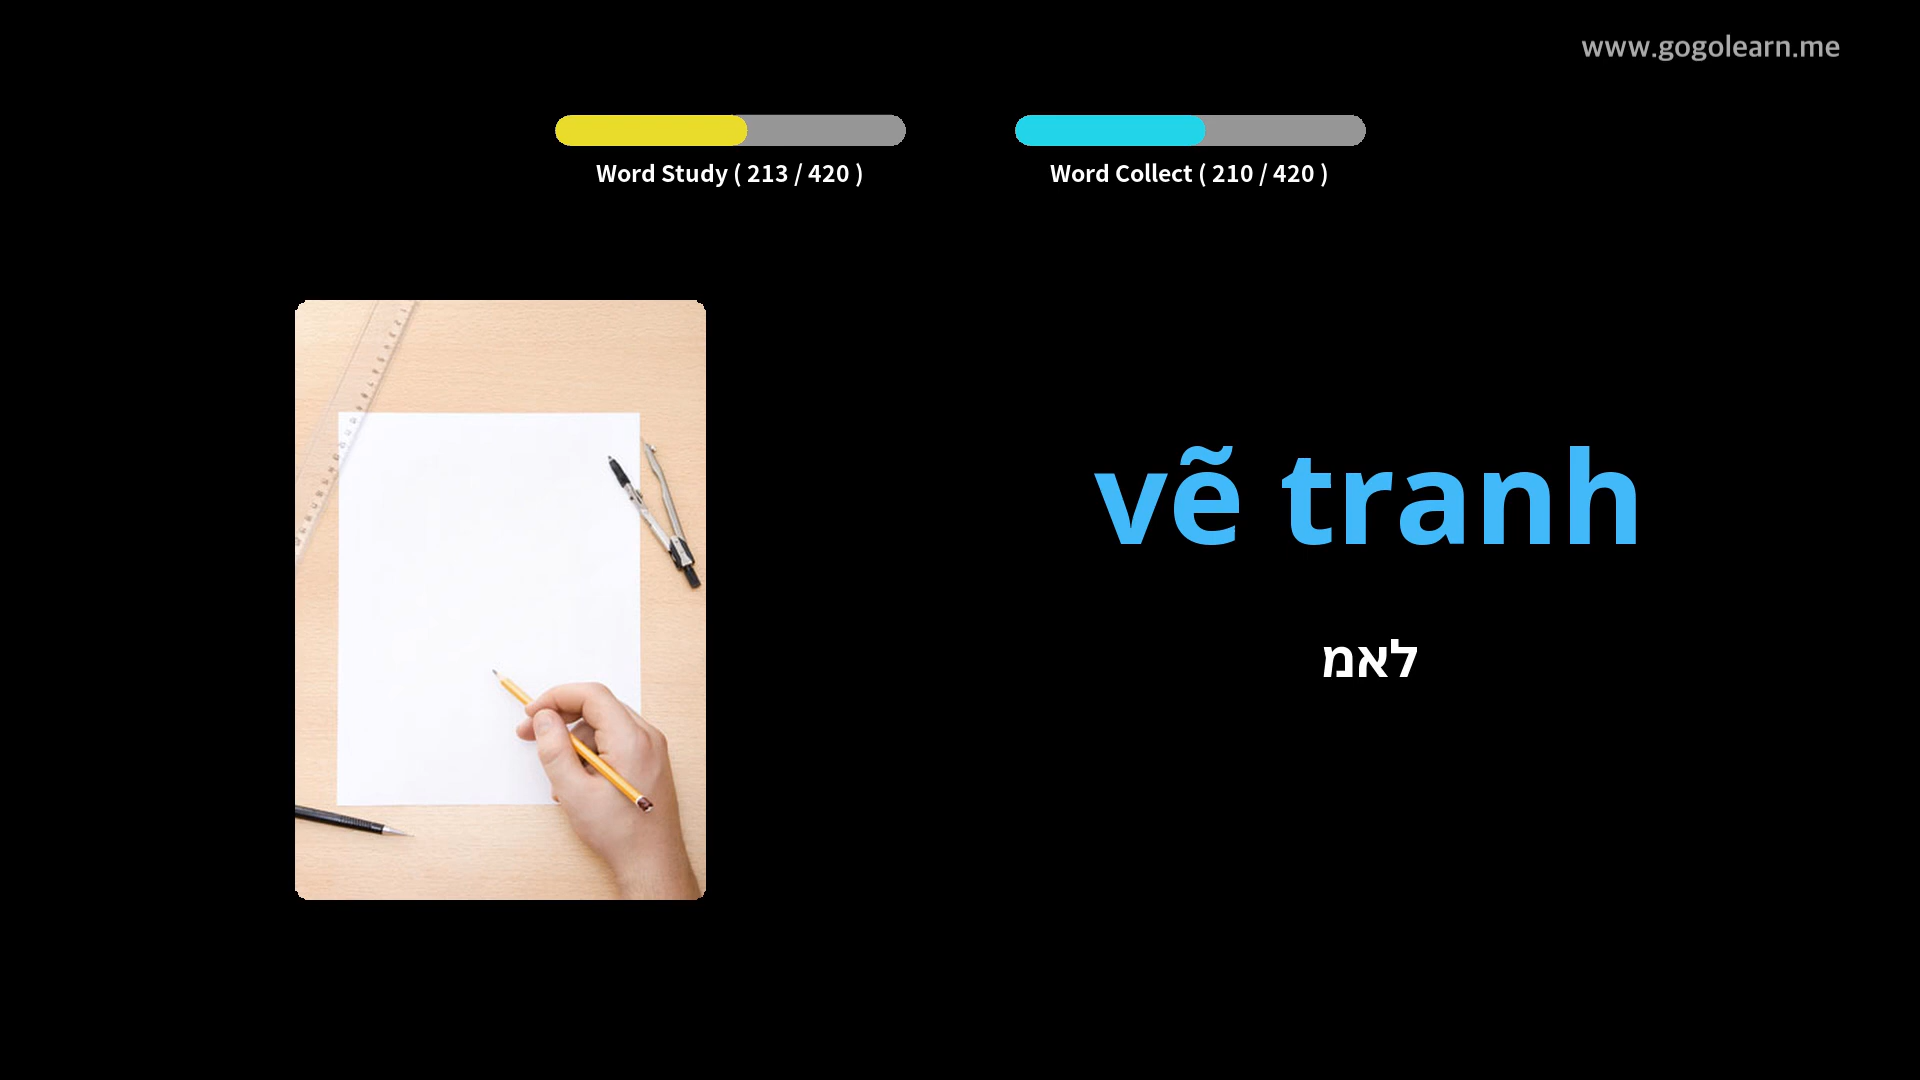 www.gogolearn.me
Word Study ( 213 / 420 )
Word Collect ( 210 / 420 )
vẽ tranh
לאמ